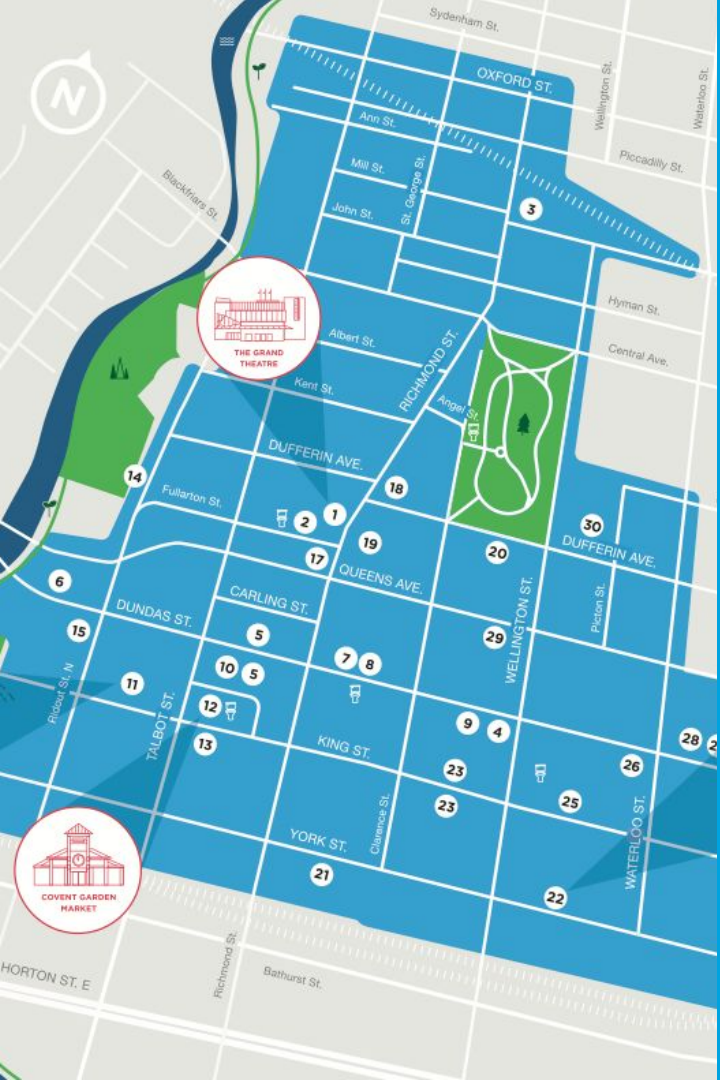 Sydenham St.
OXFORD ST.
Wellington St.
Waterloo St.
N
Ann St.
Piccadilly St.
Mill St.
St. George St.
Blackfriars St.
John St.
3
Hyman St.
THE GRAND
THEATRE
Albert St.
RICHMOND ST.
Central Ave.
Kent St.
Angel St.
DUFFERIN AVE.
14
18
Fullarton St.
2
1
30
19
DUFFERIN AVE.
17
20
6
QUEENS AVE.
CARLING ST.
Picton St.
DUNDAS ST.
WELLINGTON ST.
15
5
29
7
8
10
5
11
Ridout St. N
12
TALBOT ST.
9
4
13
KING ST.
28
2
26
23
25
23
Clarance St.
WATERLOO ST.
YORK ST.
21
22
COVENT GARDEN
MARKET
Richmond St.
HORTON ST. E
Bathurst St.